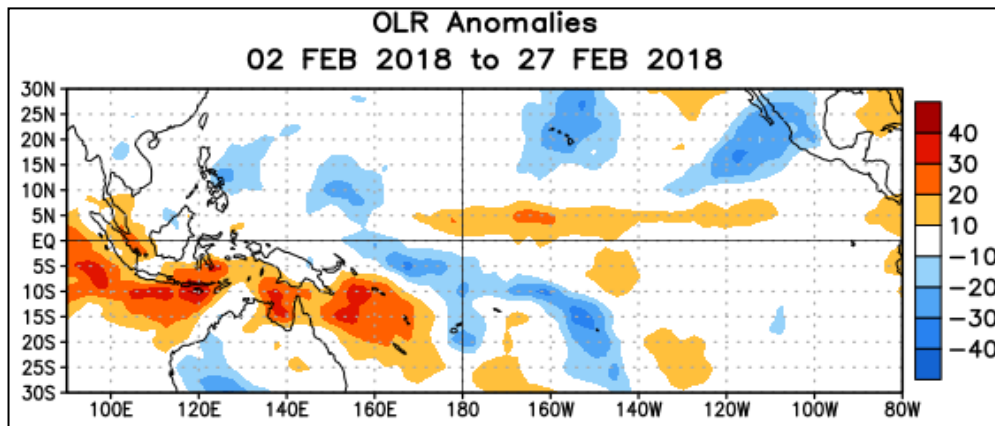 OLR Anomalies
02 FEB 2018 to 27 FEB 2018
30N
25N
20N
15N
10N
5N
EQ
5S
10S
15S
20S
25S
30S
100E 120E 140E 160E 180 160W 140W 120W 100W 80W
40
30
20
10
-10
-20
-30
-40